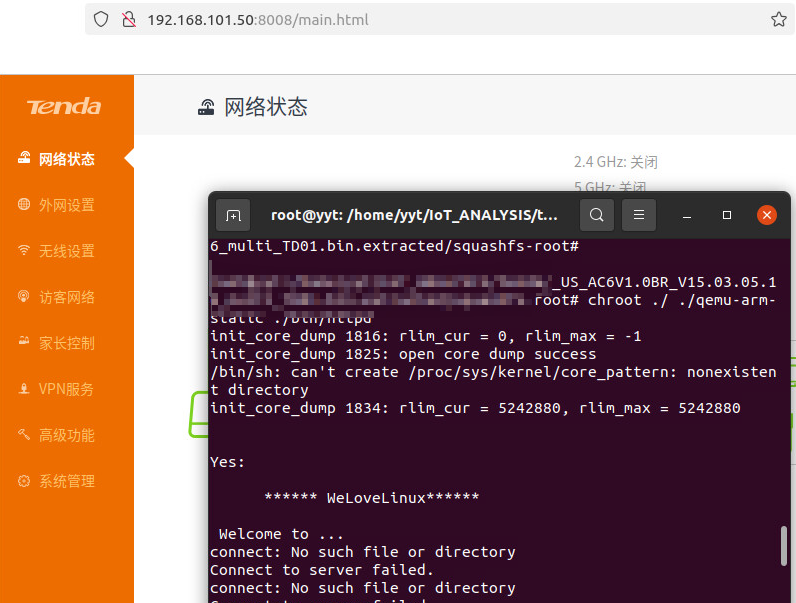 192.168.101.50:8008/main.html
Tenda
网络状态
网络状态
外网设置
无线设置
访客网络
家长控制
VPN服务
高级功能
系统管理
2.4 GHz: 关闭
5 GHz: 关闭
root@yyt: /home/yyt/IoT_ANALYSIS/t...
6_multi_TD01.bin.extracted/squashfs-root#
_US_AC6V1.0BR_V15.03.05.1
root# chroot ./ ./qemu-arm-
static ./bin/httpd
init_core_dump 1816: rlim_cur = 0, rlim_max = -1
init_core_dump 1825: open core dump success
/bin/sh: can't create /proc/sys/kernel/core_pattern: nonexisten
t directory
init_core_dump 1834: rlim_cur = 5242880, rlim_max = 5242880
Yes:
****** WeLoveLinux******
Welcome to ...
connect: No such file or directory
Connect to server failed.
connect: No such file or directory